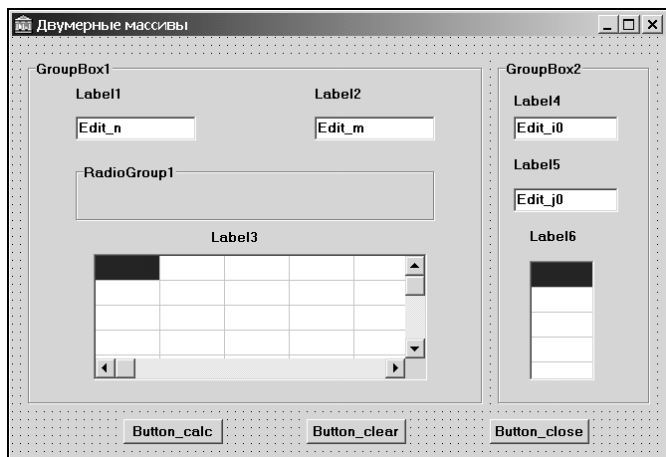 Двумерные массивы
GroupBox1
Label1
Label2
Edit_n
Edit_m
RadioGroup1
Label3
GroupBox2
Label4
Edit_i0
Label5
Edit_j0
Label6
Button_calc
Button_clear
Button_close